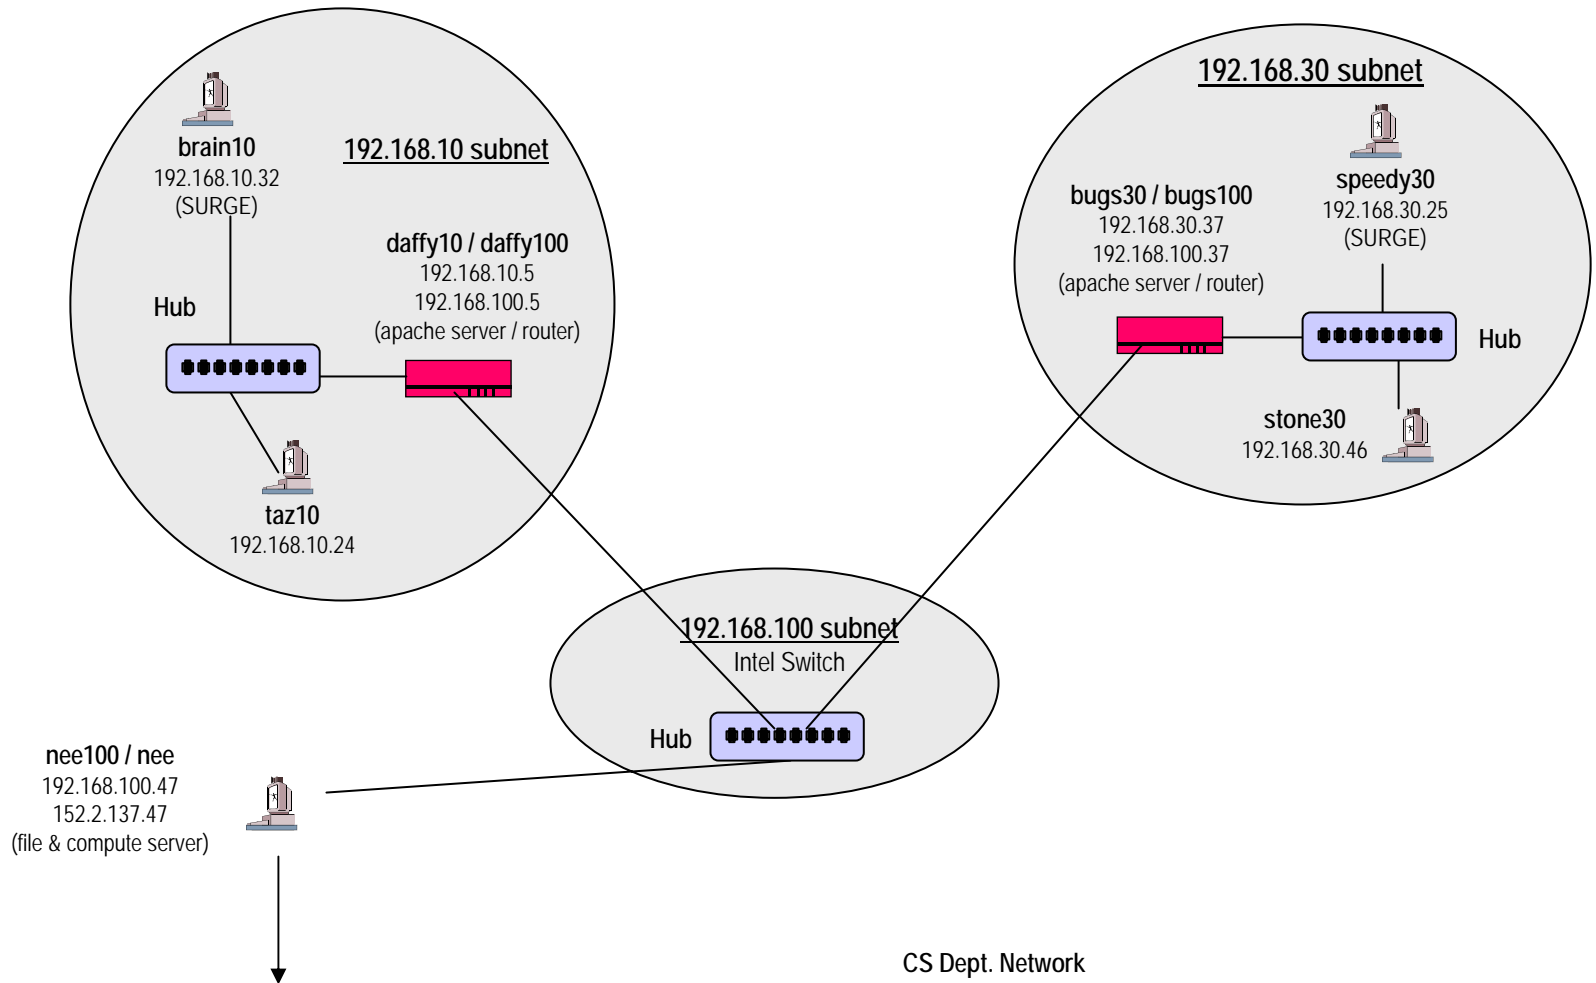 192.168.10 subnet
brain10
192.168.10.32
(SURGE)
daffy10 / daffy100
192.168.10.5
192.168.100.5
(apache server / router)
Hub
taz10
192.168.10.24
192.168.30 subnet
speedy30
192.168.30.25
(SURGE)
bugs30 / bugs100
192.168.30.37
192.168.100.37
(apache server / router)
Hub
stone30
192.168.30.46
192.168.100 subnet
Intel Switch
Hub
nee100 / nee
192.168.100.47
152.2.137.47
(file & compute server)
CS Dept. Network